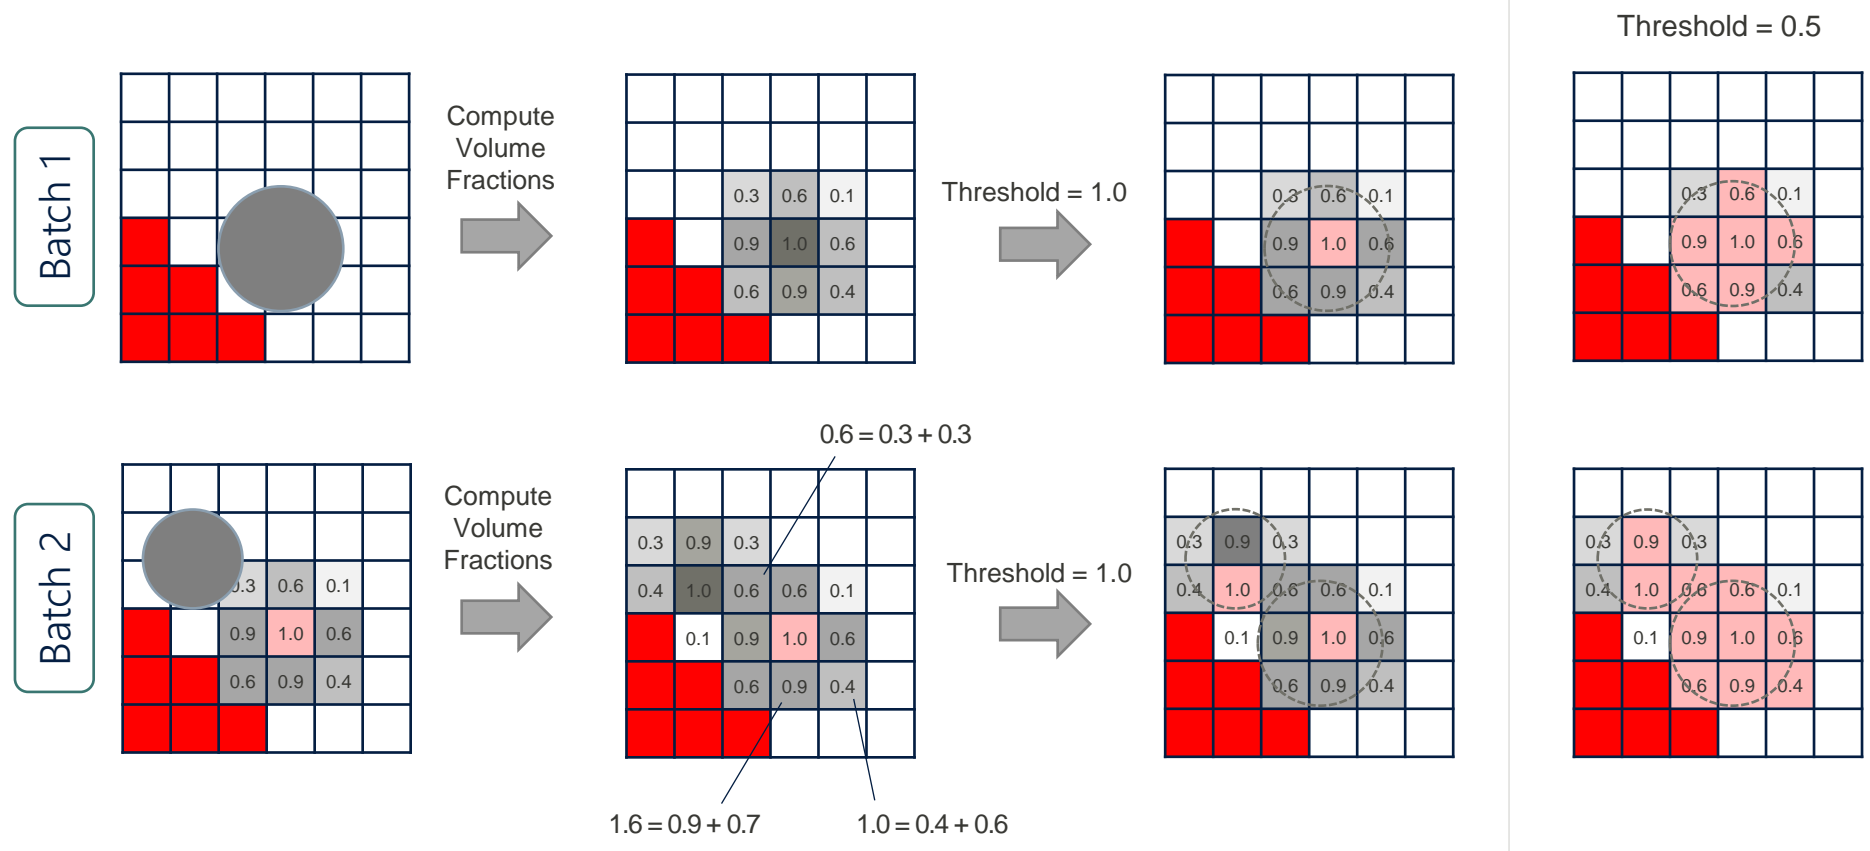 Threshold = 0.5
Batch 1
Compute
Volume
Fractions
0.3 0.6 0.1
0.9 1.0 0.6
0.6 0.9 0.4
Threshold = 1.0
0.3 0.6 0.1
0.9 1.0 0.6
0.6 0.9 0.4
0.3 0.6 0.1
0.9 1.0 0.6
0.6 0.9 0.4
Batch 2
0.3 0.6 0.1
0.9 1.0 0.6
0.6 0.9 0.4
Compute
Volume
Fractions
0.6 = 0.3 + 0.3
0.3 0.9 0.3
0.4 1.0 0.6 0.6 0.1
0.1 0.9 1.0 0.6
0.6 0.9 0.4
1.6 = 0.9 + 0.7
1.0 = 0.4 + 0.6
Threshold = 1.0
0.3 0.9 0.3
0.4 1.0 0.6 0.6 0.1
0.1 0.9 1.0 0.6
0.6 0.9 0.4
0.3 0.9 0.3
0.4 1.0 0.6 0.6 0.1
0.1 0.9 1.0 0.6
0.6 0.9 0.4